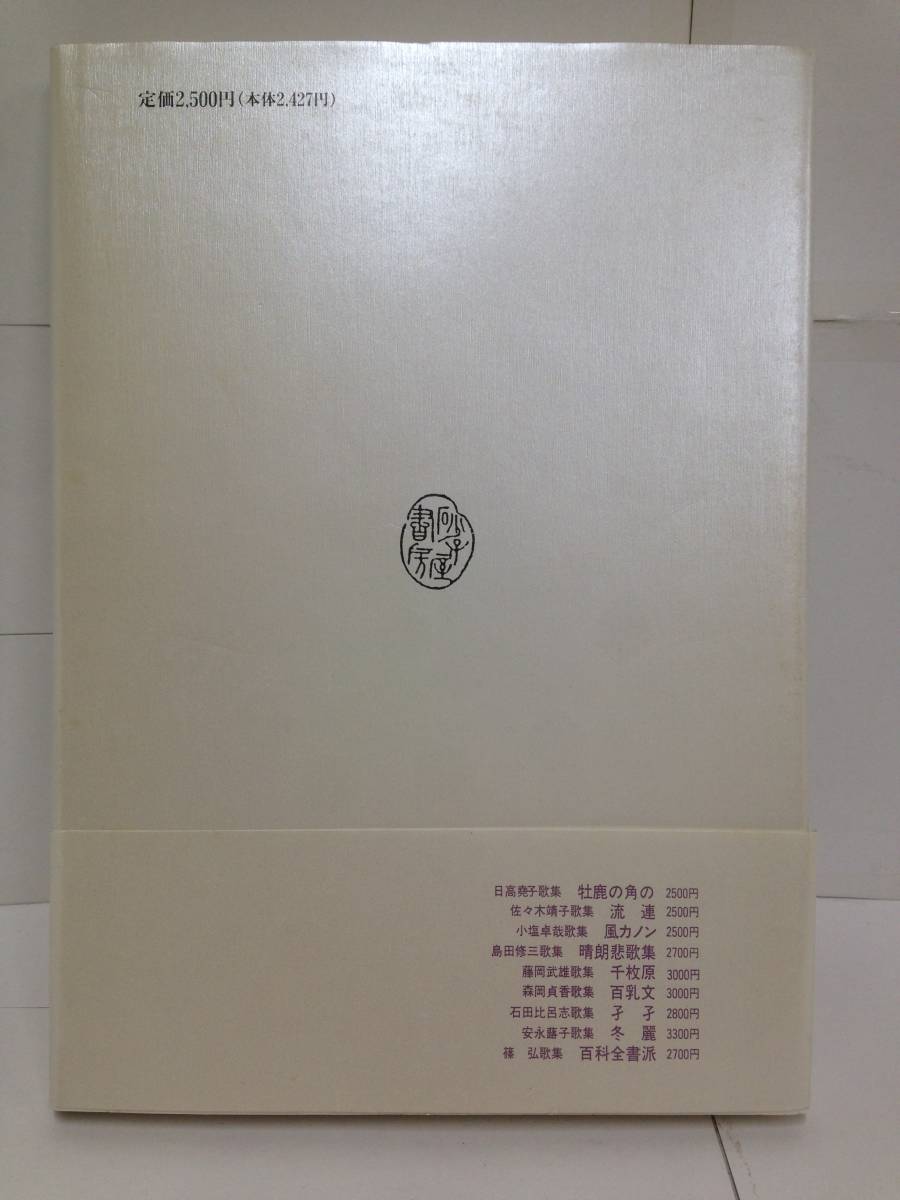 定価2,500円(本体2,427円)
砂子屋書房
日高堯子歌集 牡鹿の角の 2500円
佐々木靖子歌集 流 連 2500円
小塩卓哉歌集 風カノン 2500円
島田修三歌集 晴朗悲歌集 2700円
藤岡武雄歌集 千枚原 3000円
森岡貞香歌集 百乳文 3000円
石田比呂志歌集 孑 孑 2800円
安永蕗子歌集 冬 麗 3300円
篠 弘歌集 百科全書派 2700円